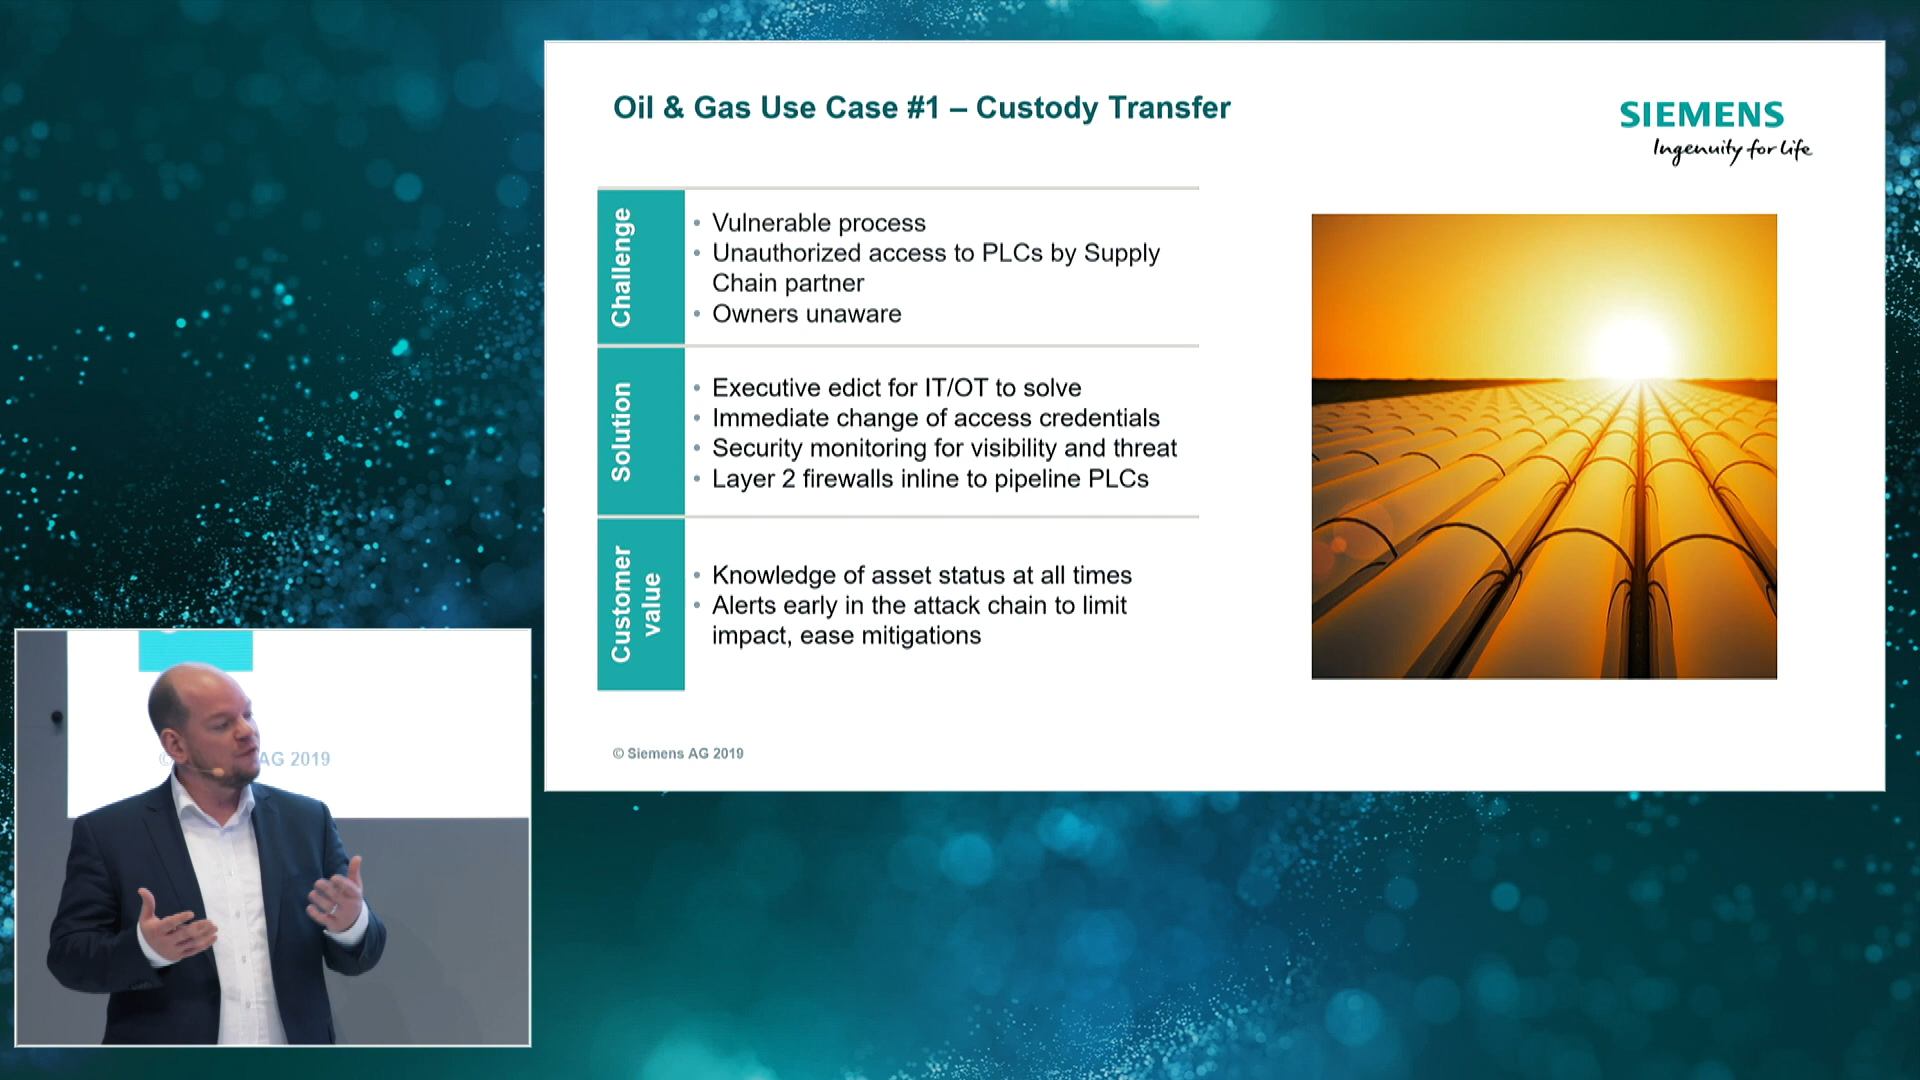 Oil & Gas Use Case #1 – Custody Transfer
SIEMENS
Ingenuity for life
Challenge
• Vulnerable process
• Unauthorized access to PLCs by Supply
Chain partner
• Owners unaware
Solution
• Executive edict for IT/OT to solve
• Immediate change of access credentials
• Security monitoring for visibility and threat
• Layer 2 firewalls inline to pipeline PLCs
Customer
value
• Knowledge of asset status at all times
• Alerts early in the attack chain to limit
impact, ease mitigations
© Siemens AG 2019
© AG 2019